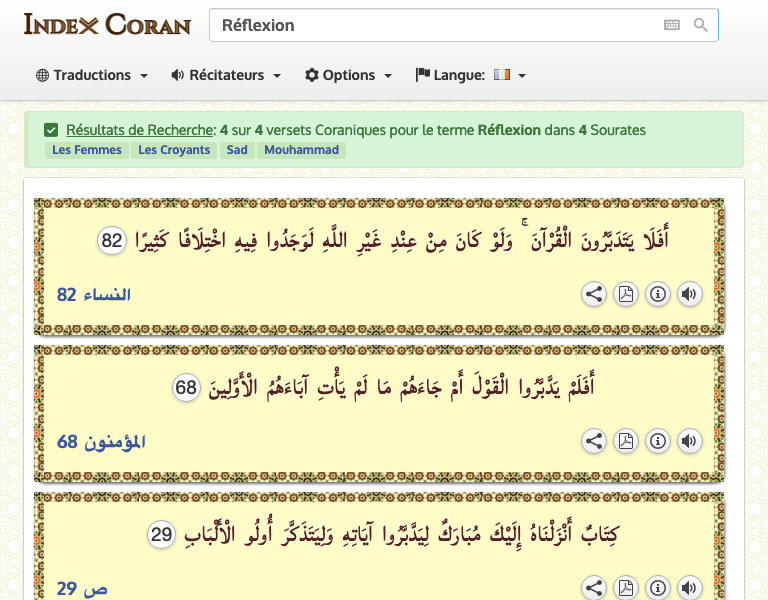 Index Coran
Réflexion
Traductions Récitateurs Options Langue:
Résultats de Recherche: 4 sur 4 versets Coraniques pour le terme Réflexion dans 4 Sourates
Les Femmes Les Croyants Sad Mouhammad
أَفَلَا يَتَدَبَّرُونَ الْقُرْآنَ ۚ وَلَوْ كَانَ مِنْ عِنْدِ غَيْرِ اللَّهِ لَوَجَدُوا فِيهِ اخْتِلَافًا كَثِيرًا 82
النساء 82
أَفَلَمْ يَدَّبَّرُوا الْقَوْلَ أَمْ جَاءَهُمْ مَا لَمْ يَأْتِ آبَاءَهُمُ الْأَوَّلِينَ 68
المؤمنون 68
كِتَابٌ أَنْزَلْنَاهُ إِلَيْكَ مُبَارَكٌ لِيَدَّبَّرُوا آيَاتِهِ وَلِيَتَذَكَّرَ أُولُو الْأَلْبَابِ 29
ص 29